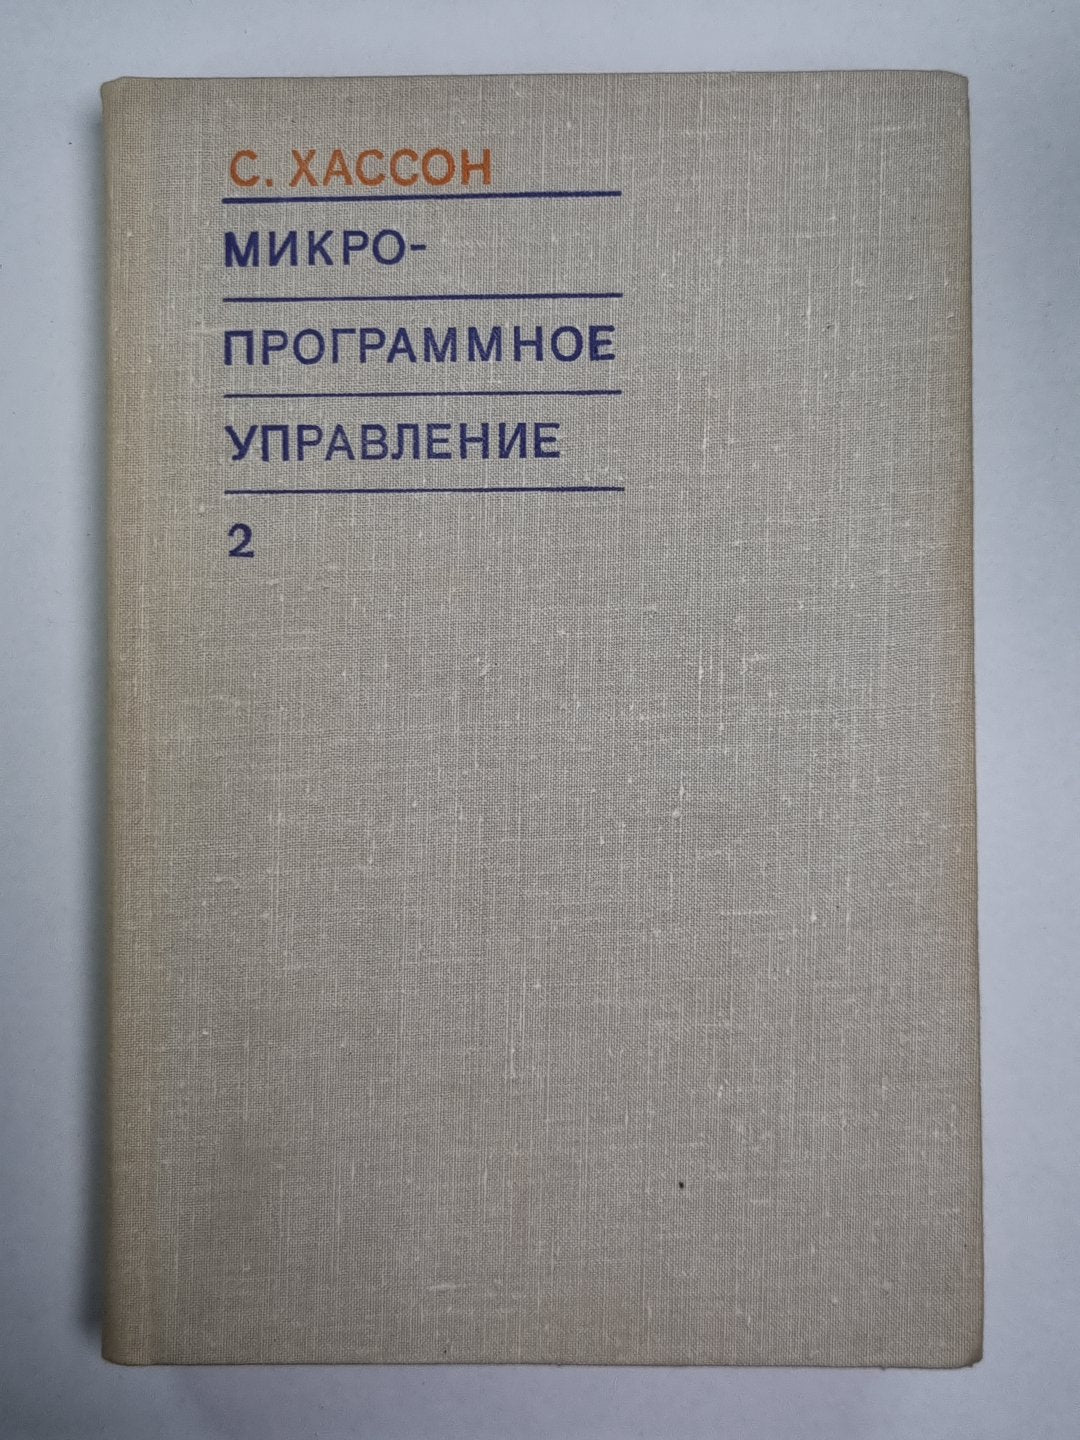 С. ХАССОН
МИКРО-
ПРОГРАММНОЕ
УПРАВЛЕНИЕ
2